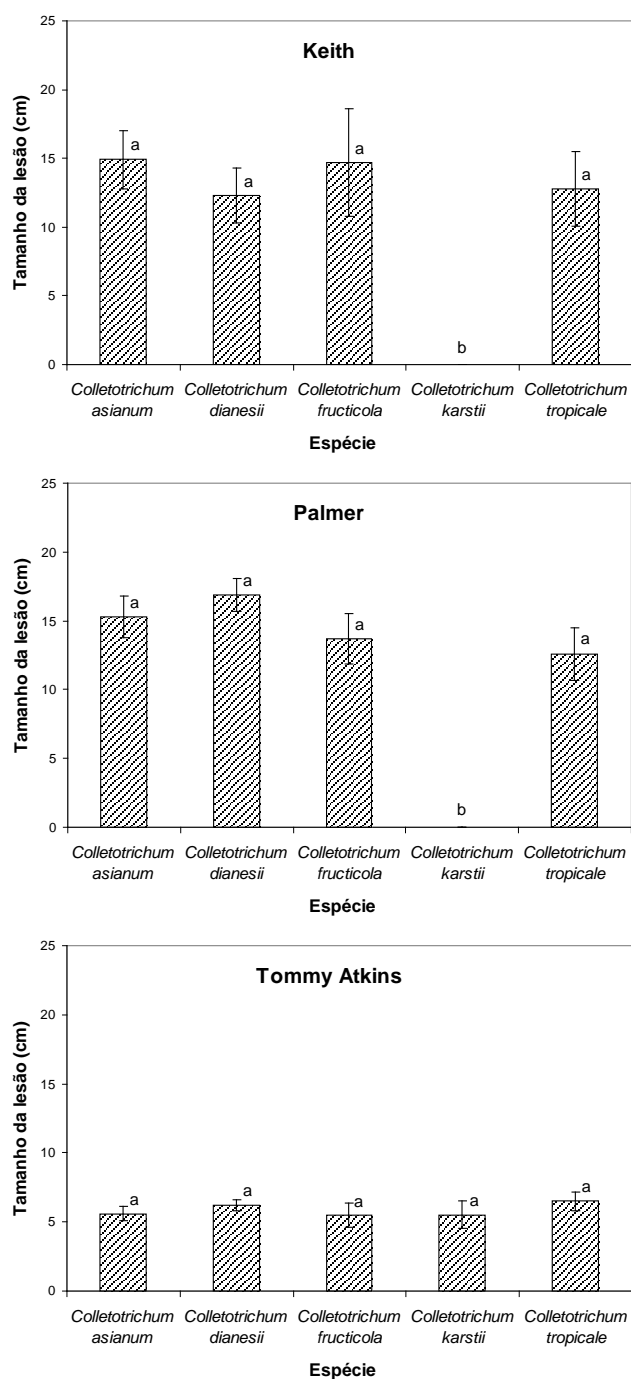 Keith
Tamanho da lesão (cm)
25
20
15
10
5
0
a
a
a
b
a
Colletotrichum Colletotrichum Colletotrichum Colletotrichum Colletotrichum
asianum dianesii fructicola karstii tropicale
Espécie
Palmer
Tamanho da lesão (cm)
25
20
15
10
5
0
a
a
a
b
a
Colletotrichum Colletotrichum Colletotrichum Colletotrichum Colletotrichum
asianum dianesii fructicola karstii tropicale
Espécie
Tommy Atkins
Tamanho da lesão (cm)
25
20
15
10
5
0
a
a
a
a
a
Colletotrichum Colletotrichum Colletotrichum Colletotrichum Colletotrichum
asianum dianesii fructicola karstii tropicale
Espécie